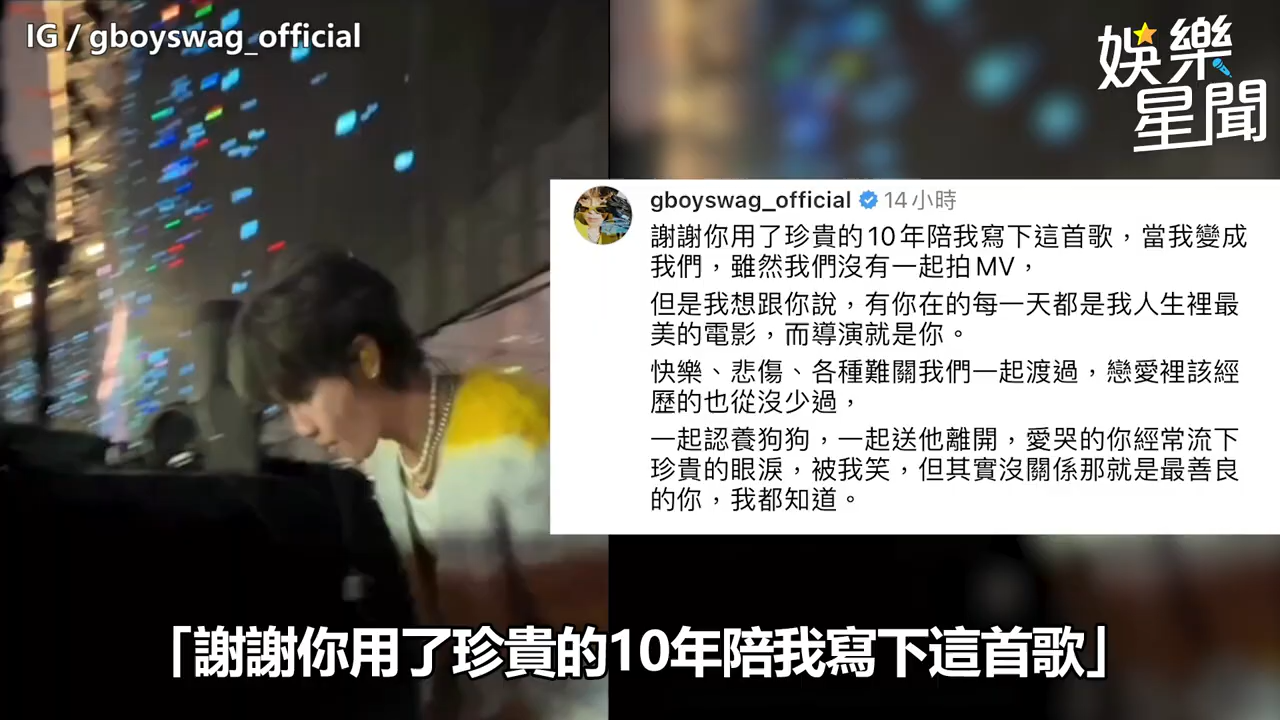 IG / gboyswag_official
娛樂
星聞
gboyswag_official 14小時
謝謝你用了珍貴的10年陪我寫下這首歌，當我變成
我們，雖然我們沒有一起拍MV，
但是我想跟你說，有你在的每一天都是我人生裡最
美的電影，而導演就是你。
快樂、悲傷、各種難關我們一起渡過，戀愛裡該經
歷的也從沒少過，
一起認養狗狗，一起送他離開，愛哭的你經常流下
珍貴的眼淚，被我笑，但其實沒關係那就是最善良
的你，我都知道。
「謝謝你用了珍貴的10年陪我寫下這首歌」